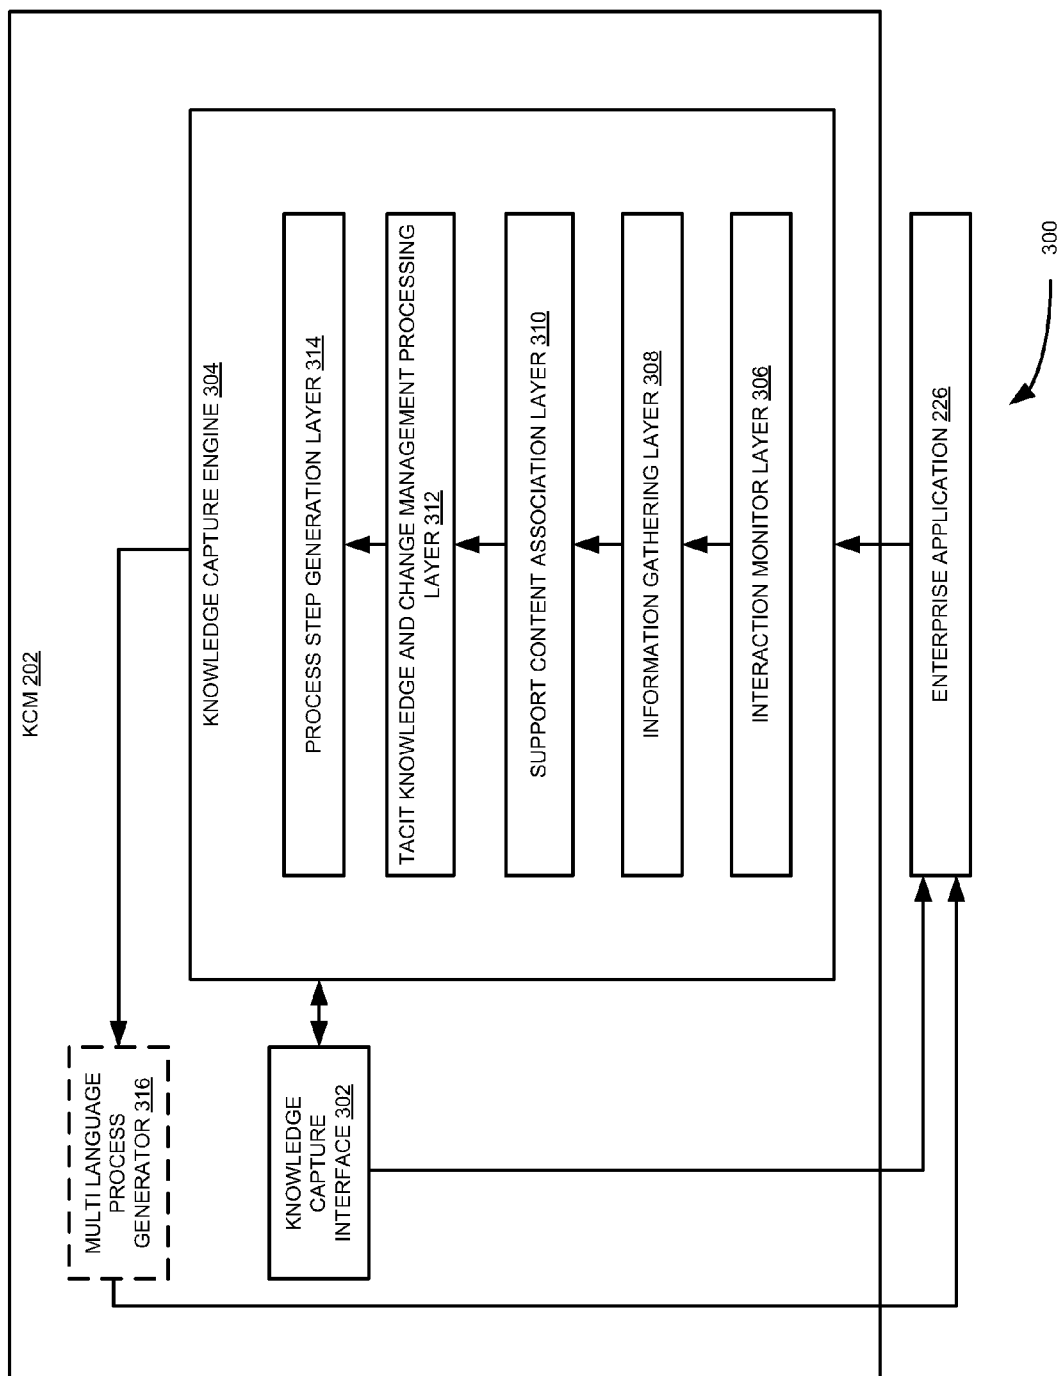 KCM 202
KNOWLEDGE CAPTURE ENGINE 304
PROCESS STEP GENERATION LAYER 314
TACIT KNOWLEDGE AND CHANGE MANAGEMENT PROCESSING
LAYER 312
SUPPORT CONTENT ASSOCIATION LAYER 310
INFORMATION GATHERING LAYER 308
INTERACTION MONITOR LAYER 306
MULTI LANGUAGE
PROCESS
GENERATOR 316
KNOWLEDGE
CAPTURE
INTERFACE 302
ENTERPRISE APPLICATION 226
300